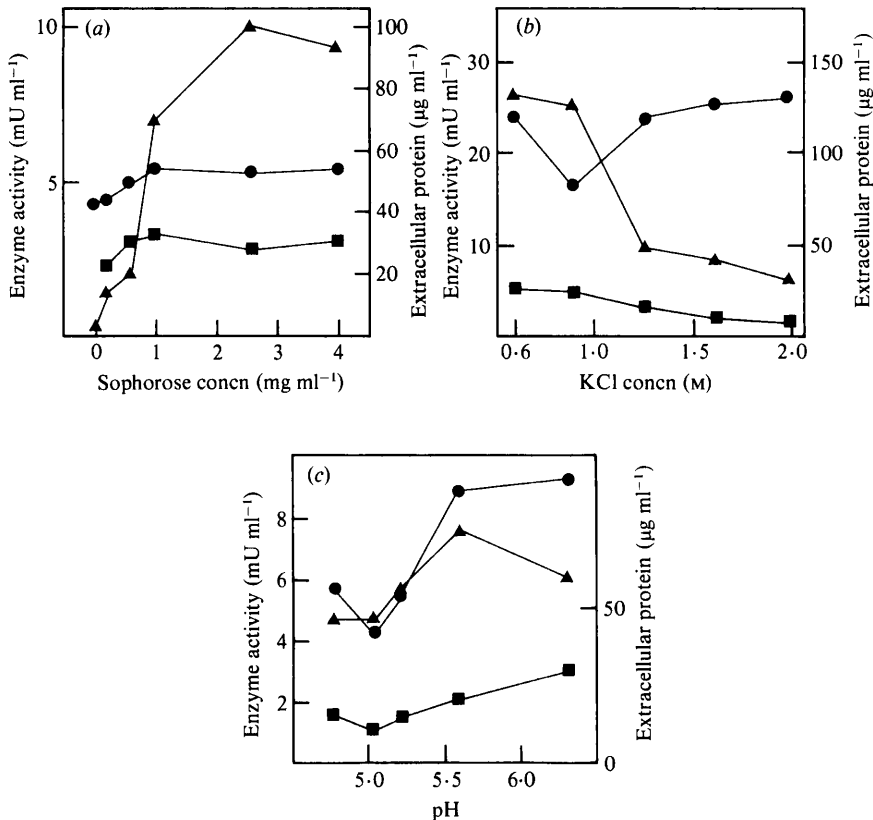 (a)
10
5
Enzyme activity (mU ml⁻¹)
100
80
60
40
20
Extracellular protein (µg ml⁻¹)
0 1 2 3 4
Sophorose concn (mg ml⁻¹)
(b)
30
20
10
Enzyme activity (mU ml⁻¹)
150
100
50
Extracellular protein (µg ml⁻¹)
0·6 1·0 1·5 2·0
KCl concn (M)
(c)
8
6
4
2
Enzyme activity (mU ml⁻¹)
50
0
Extracellular protein (µg ml⁻¹)
5·0 5·5 6·0
pH